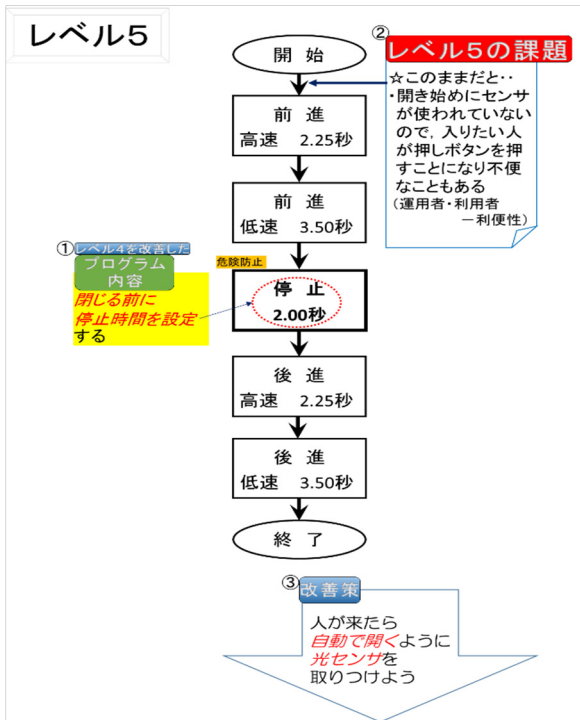 レベル5
開 始
②
レベル5の課題
☆このままだと‥
・開き始めにセンサ
が使われていない
ので，入りたい人
が押しボタンを押
すことになり不便
なこともある
（運用者・利用者
－利便性）
前 進
高速 2.25秒
前 進
低速 3.50秒
①レベル4を改善した
プログラム
内容
閉じる前に
停止時間を設定
する
危険防止
停 止
2.00秒
後 進
高速 2.25秒
後 進
低速 3.50秒
終 了
③改善策
人が来たら
自動で開くように
光センサを
取りつけよう